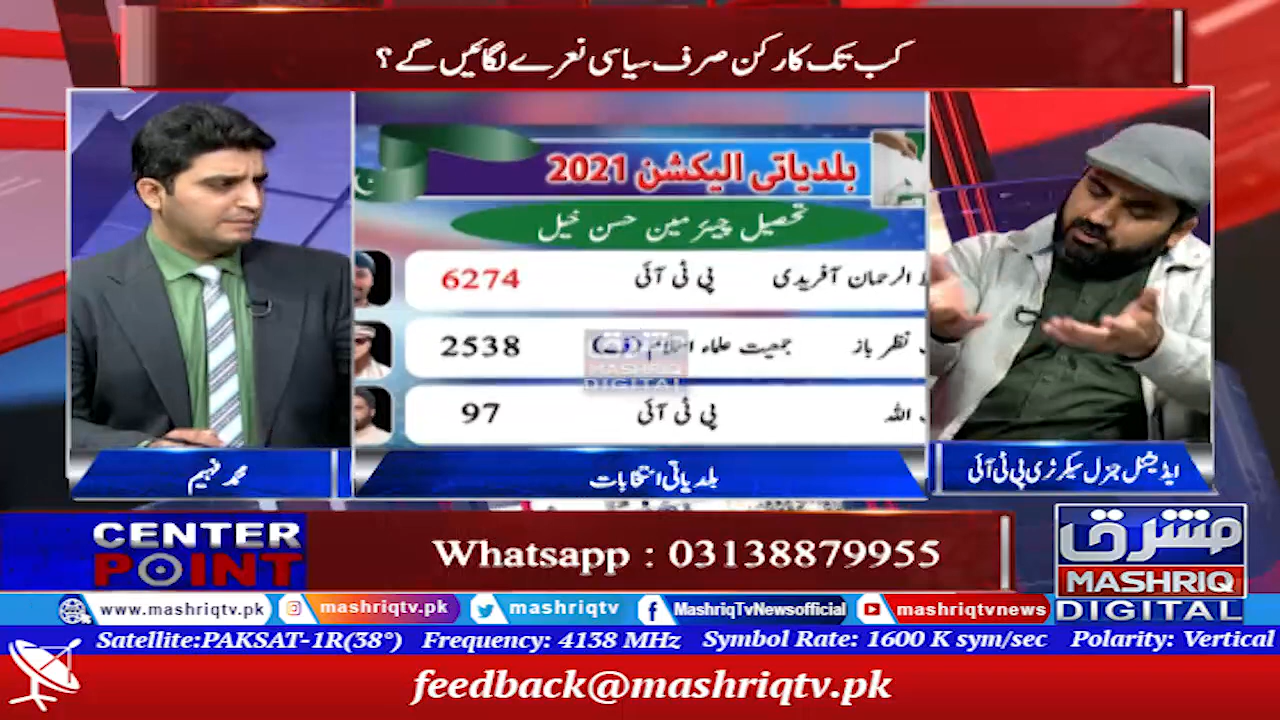 کب تک کارکن صرف سیاسی نعرے لگائیں گے؟
بلدیاتی الیکشن 2021
تحصیل چیئرمین حسن خیل
الرحمان آفریدی پی ٹی آئی 6274
نظر باز جمعیت علماء اسلام 2538
اللہ پی ٹی آئی 97
مشرق
MASHRIQ
DIGITAL
محمد فہیم
بلدیاتی انتخابات
ایڈیشنل جنرل سیکرٹری پی ٹی آئی
CENTER
POINT
Whatsapp : 03138879955
مشرق
MASHRIQ
DIGITAL
www.mashriqtv.pk mashriqtv.pk mashriqtv MashriqTvNewsofficial mashriqtvnews
Satellite:PAKSAT-1R(38°) Frequency: 4138 MHz Symbol Rate: 1600 K sym/sec Polarity: Vertical
feedback@mashriqtv.pk